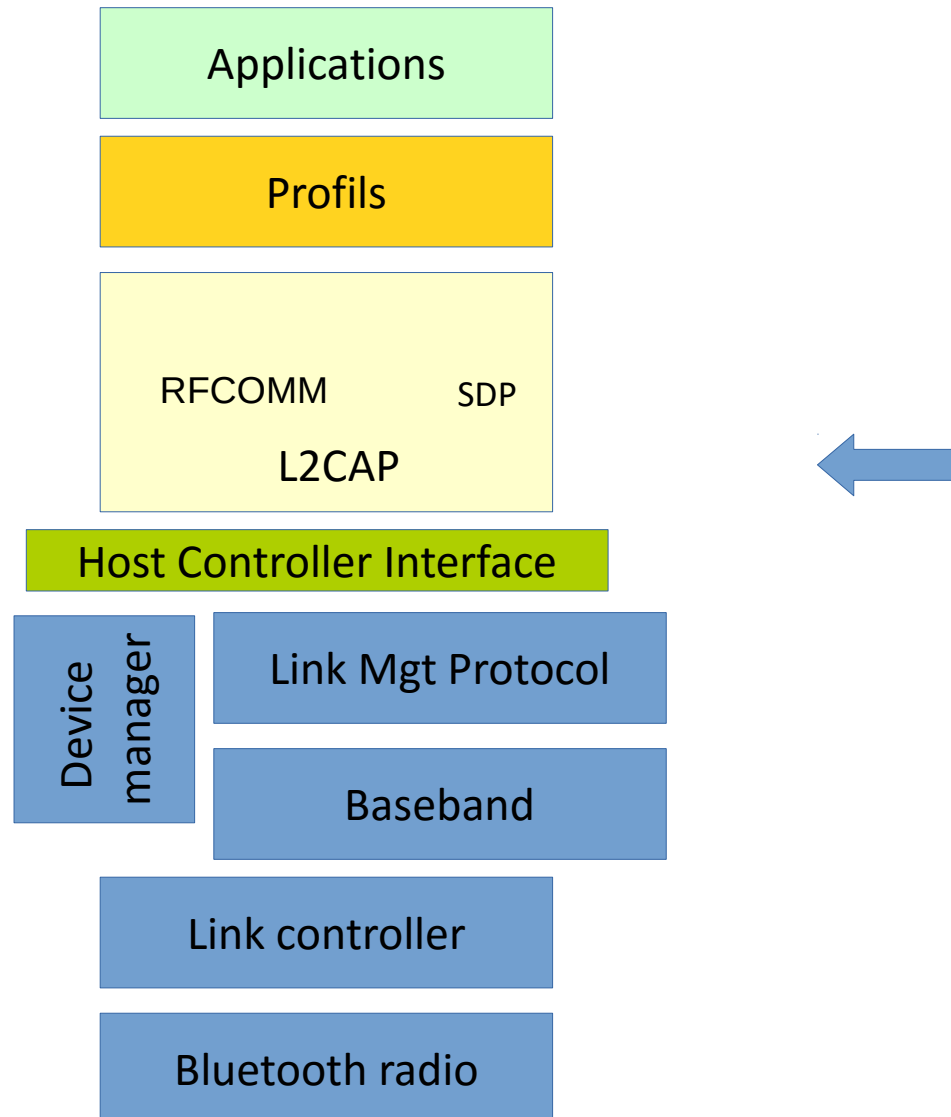 Applications
Profils
RFCOMM
SDP
L2CAP
Host Controller Interface
Device
manager
Link Mgt Protocol
Baseband
Link controller
Bluetooth radio